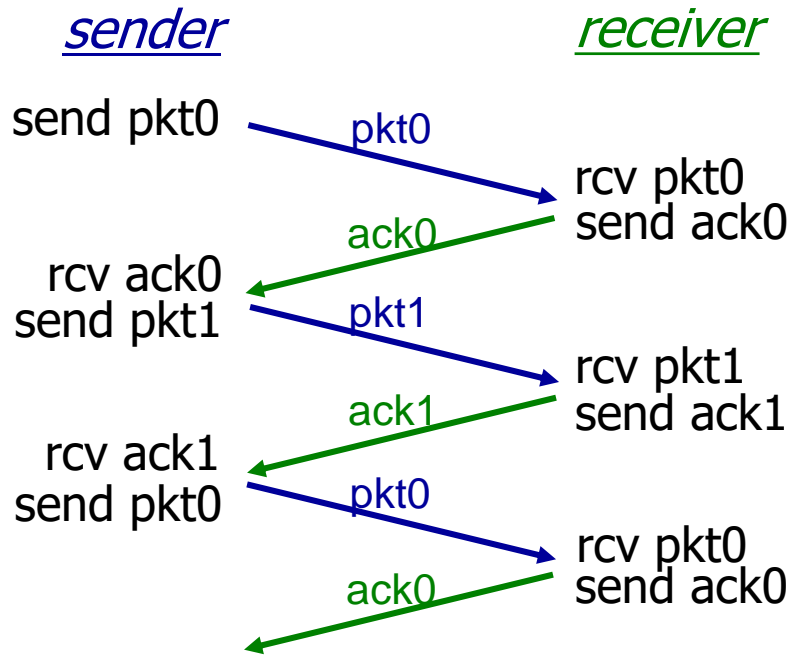 sender
receiver
send pkt0
pkt0
rcv pkt0
send ack0
ack0
rcv ack0
send pkt1
pkt1
rcv pkt1
send ack1
ack1
rcv ack1
send pkt0
pkt0
rcv pkt0
send ack0
ack0